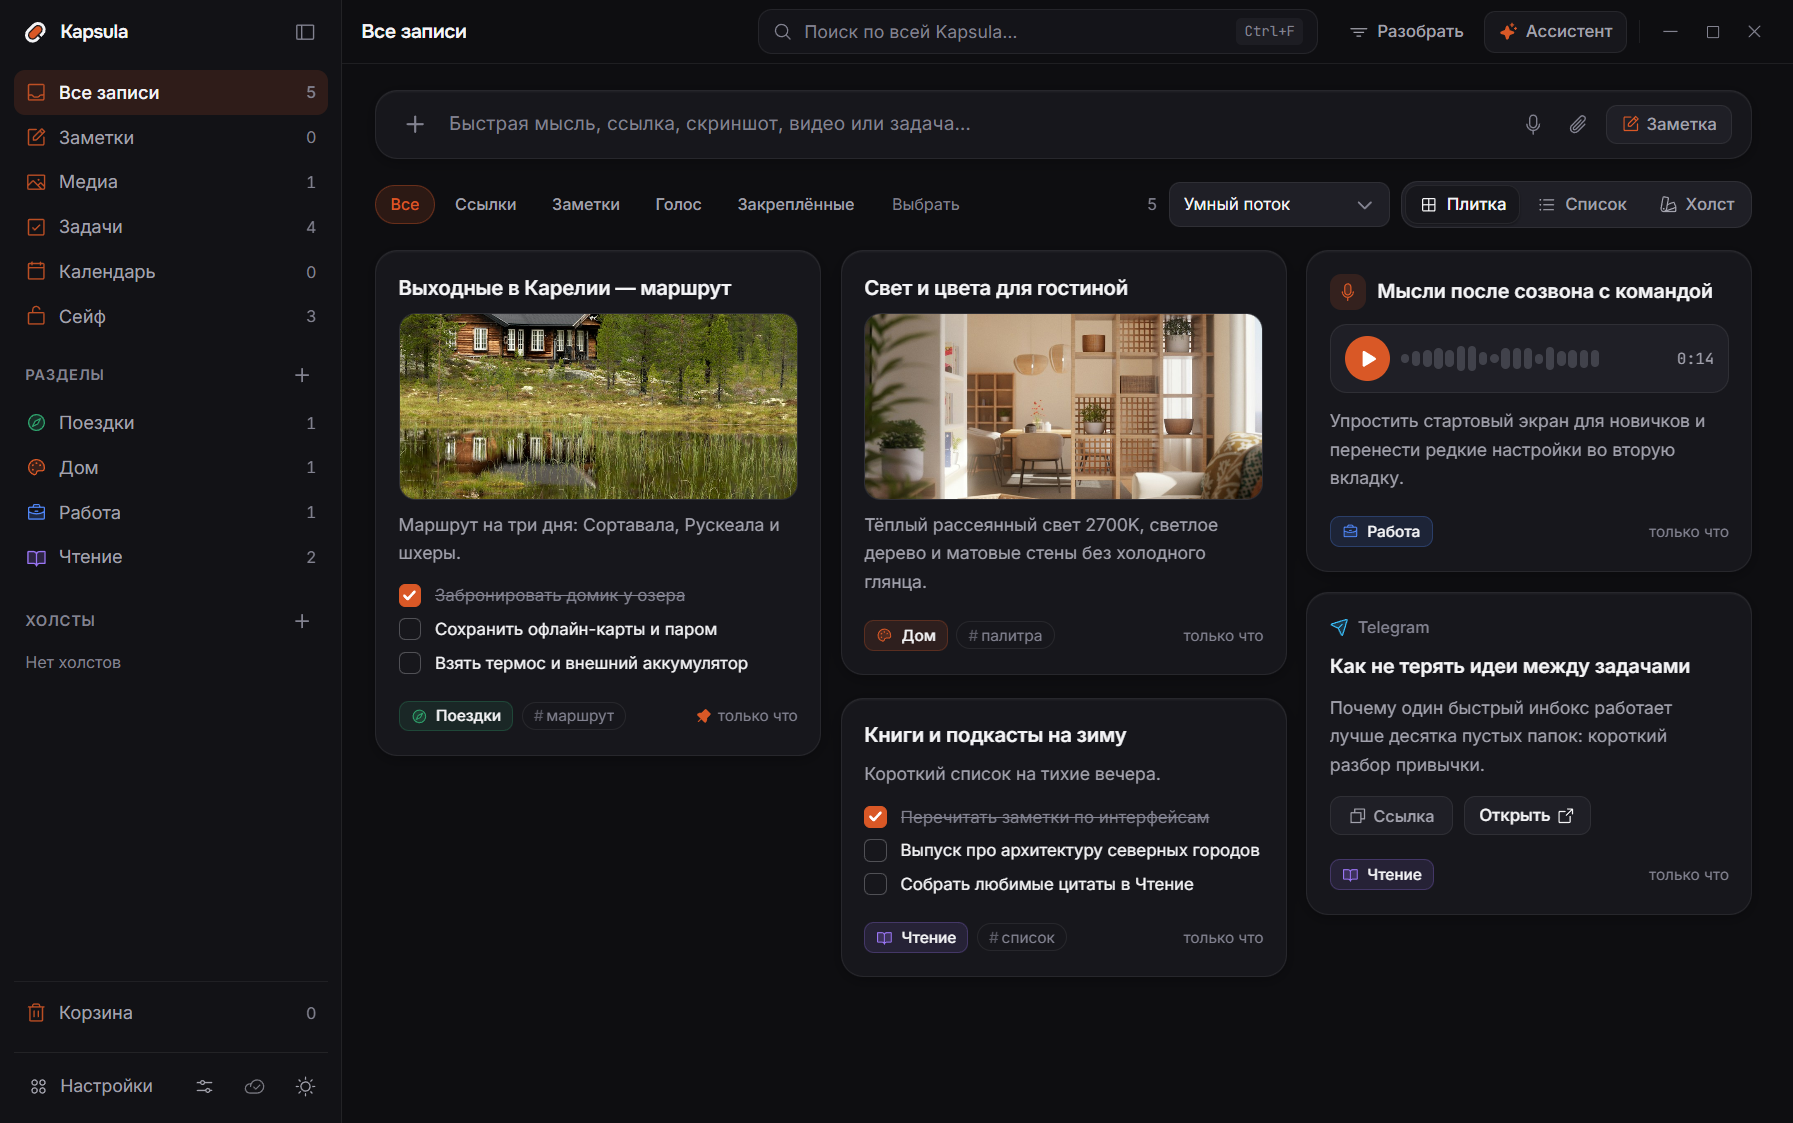 Kapsula
Все записи 5
Заметки 0
Медиа 1
Задачи 4
Календарь 0
Сейф 3
РАЗДЕЛЫ
Поездки 1
Дом 1
Работа 1
Чтение 2
ХОЛСТЫ
Нет холстов
Корзина 0
Настройки
Все записи
Поиск по всей Kapsula... Ctrl+F
Разобрать
Ассистент
Быстрая мысль, ссылка, скриншот, видео или задача...
Заметка
Все Ссылки Заметки Голос Закреплённые Выбрать
5 Умный поток
Плитка Список Холст
Выходные в Карелии — маршрут
Маршрут на три дня: Сортавала, Рускеала и
шхеры.
Забронировать домик у озера
Сохранить офлайн-карты и паром
Взять термос и внешний аккумулятор
Поездки #маршрут только что
Свет и цвета для гостиной
Тёплый рассеянный свет 2700K, светлое
дерево и матовые стены без холодного
глянца.
Дом #палитра только что
Книги и подкасты на зиму
Короткий список на тихие вечера.
Перечитать заметки по интерфейсам
Выпуск про архитектуру северных городов
Собрать любимые цитаты в Чтение
Чтение #список только что
Мысли после созвона с командой
0:14
Упростить стартовый экран для новичков и
перенести редкие настройки во вторую
вкладку.
Работа только что
Telegram
Как не терять идеи между задачами
Почему один быстрый инбокс работает
лучше десятка пустых папок: короткий
разбор привычки.
Ссылка Открыть
Чтение только что